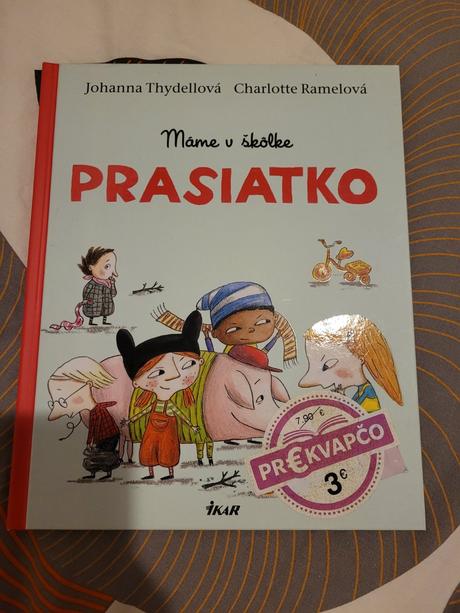 Johanna Thydellová Charlotte Ramelová
Máme v škôlke
PRASIATKO
7,90 €
PR€KVAPČO
3€
IKAR